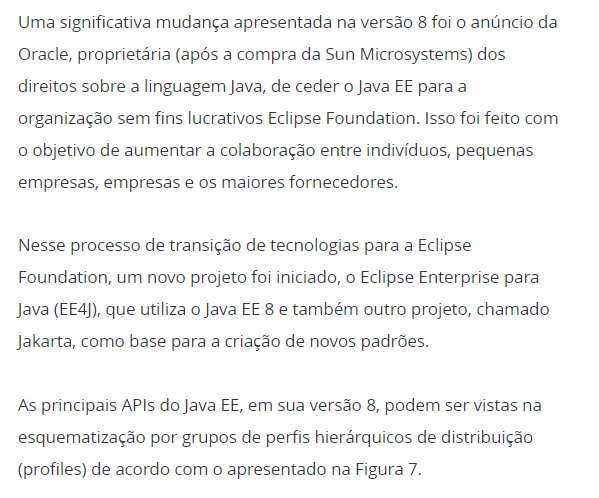 Uma significativa mudança apresentada na versão 8 foi o anúncio da
Oracle, proprietária (após a compra da Sun Microsystems) dos
direitos sobre a linguagem Java, de ceder o Java EE para a
organização sem fins lucrativos Eclipse Foundation. Isso foi feito com
o objetivo de aumentar a colaboração entre indivíduos, pequenas
empresas, empresas e os maiores fornecedores.
Nesse processo de transição de tecnologias para a Eclipse
Foundation, um novo projeto foi iniciado, o Eclipse Enterprise para
Java (EE4J), que utiliza o Java EE 8 e também outro projeto, chamado
Jakarta, como base para a criação de novos padrões.
As principais APIs do Java EE, em sua versão 8, podem ser vistas na
esquematização por grupos de perfis hierárquicos de distribuição
(profiles) de acordo com o apresentado na Figura 7.